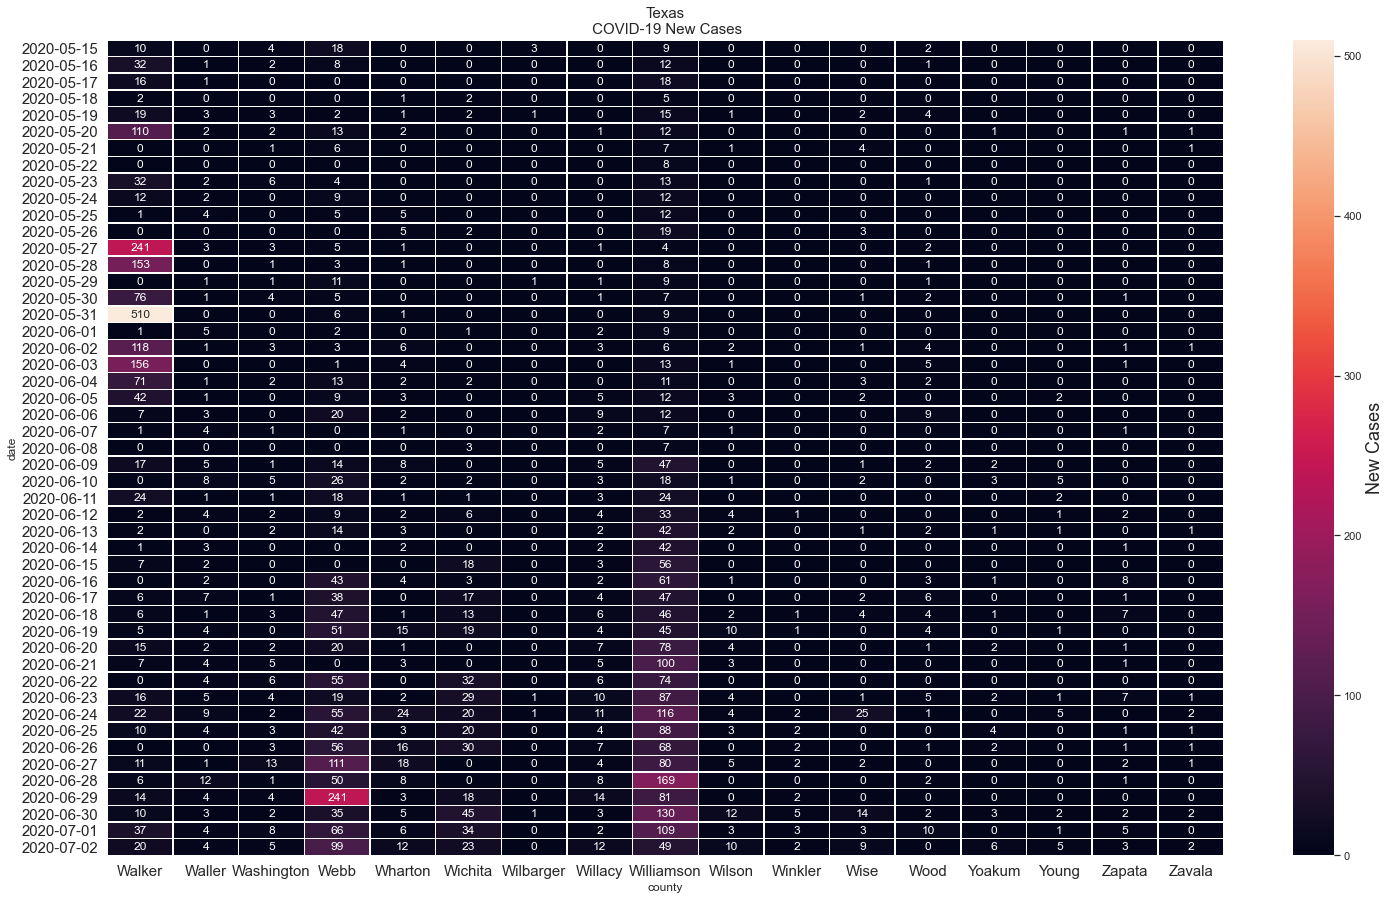 Texas
COVID-19 New Cases
2020-05-15 10 0 4 18 0 0 3 0 9 0 0 0 2 0 0 0 0
2020-05-16 32 1 2 8 0 0 0 0 12 0 0 0 1 0 0 0 0
2020-05-17 16 1 0 0 0 0 0 0 18 0 0 0 0 0 0 0 0
2020-05-18 2 0 0 0 1 2 0 0 5 0 0 0 0 0 0 0 0
2020-05-19 19 3 3 2 1 2 1 0 15 1 0 2 4 0 0 0 0
2020-05-20 110 2 2 13 2 0 0 1 12 0 0 0 0 1 0 1 1
2020-05-21 0 0 1 6 0 0 0 0 7 1 0 4 0 0 0 0 1
2020-05-22 0 0 0 0 0 0 0 0 8 0 0 0 0 0 0 0 0
2020-05-23 32 2 6 4 0 0 0 0 13 0 0 0 1 0 0 0 0
2020-05-24 12 2 0 9 0 0 0 0 12 0 0 0 0 0 0 0 0
2020-05-25 1 4 0 5 5 0 0 0 12 0 0 0 0 0 0 0 0
2020-05-26 0 0 0 0 5 2 0 0 19 0 0 3 0 0 0 0 0
2020-05-27 241 3 3 5 1 0 0 1 4 0 0 0 2 0 0 0 0
2020-05-28 153 0 1 3 1 0 0 0 8 0 0 0 1 0 0 0 0
2020-05-29 0 1 1 11 0 0 1 1 9 0 0 0 1 0 0 0 0
2020-05-30 76 1 4 5 0 0 0 1 7 0 0 1 2 0 0 1 0
2020-05-31 510 0 0 6 1 0 0 0 9 0 0 0 0 0 0 0 0
2020-06-01 1 5 0 2 0 1 0 2 9 0 0 0 0 0 0 0 0
2020-06-02 118 1 3 3 6 0 0 3 6 2 0 1 4 0 0 1 1
2020-06-03 156 0 0 1 4 0 0 0 13 1 0 0 5 0 0 1 0
2020-06-04 71 1 2 13 2 2 0 0 11 0 0 3 2 0 0 0 0
2020-06-05 42 1 0 9 3 0 0 5 12 3 0 2 0 0 2 0 0
2020-06-06 7 3 0 20 2 0 0 9 12 0 0 0 9 0 0 0 0
2020-06-07 1 4 1 0 1 0 0 2 7 1 0 0 0 0 0 1 0
2020-06-08 0 0 0 0 0 3 0 0 7 0 0 0 0 0 0 0 0
2020-06-09 17 5 1 14 8 0 0 5 47 0 0 1 2 2 0 0 0
2020-06-10 0 8 5 26 2 2 0 3 18 1 0 2 0 3 5 0 0
2020-06-11 24 1 1 18 1 1 0 3 24 0 0 0 0 0 2 0 0
2020-06-12 2 4 2 9 2 6 0 4 33 4 1 0 0 0 1 2 0
2020-06-13 2 0 2 14 3 0 0 2 42 2 0 1 2 1 1 0 1
2020-06-14 1 3 0 0 2 0 0 2 42 0 0 0 0 0 0 1 0
2020-06-15 7 2 0 0 0 18 0 3 56 0 0 0 0 0 0 0 0
2020-06-16 0 2 0 43 4 3 0 2 61 1 0 0 3 1 0 8 0
2020-06-17 6 7 1 38 0 17 0 4 47 0 0 2 6 0 0 1 0
2020-06-18 6 1 3 47 1 13 0 6 46 2 1 4 4 1 0 7 0
2020-06-19 5 4 0 51 15 19 0 4 45 10 1 0 4 0 1 0 0
2020-06-20 15 2 2 20 1 0 0 7 78 4 0 0 1 2 0 1 0
2020-06-21 7 4 5 0 3 0 0 5 100 3 0 0 0 0 0 1 0
2020-06-22 0 4 6 55 0 32 0 6 74 0 0 0 0 0 0 0 0
2020-06-23 16 5 4 19 2 29 1 10 87 4 0 1 5 2 1 7 1
2020-06-24 22 9 2 55 24 20 1 11 116 4 2 25 1 0 5 0 2
2020-06-25 10 4 3 42 3 20 0 4 88 3 2 0 0 4 0 1 1
2020-06-26 0 0 3 56 16 30 0 7 68 0 2 0 1 2 0 1 1
2020-06-27 11 1 13 111 18 0 0 4 80 5 2 2 0 0 0 2 1
2020-06-28 6 12 1 50 8 0 0 8 169 0 0 0 2 0 0 1 0
2020-06-29 14 4 4 241 3 18 0 14 81 0 2 0 0 0 0 0 0
2020-06-30 10 3 2 35 5 45 1 3 130 12 5 14 2 3 2 2 2
2020-07-01 37 4 8 66 6 34 0 2 109 3 3 3 10 0 1 5 0
2020-07-02 20 4 5 99 12 23 0 12 49 10 2 9 0 6 5 3 2
Walker Waller Washington Webb Wharton Wichita Wilbarger Willacy Williamson Wilson Winkler Wise Wood Yoakum Young Zapata Zavala
county
date
500
400
300
200
100
0
New Cases